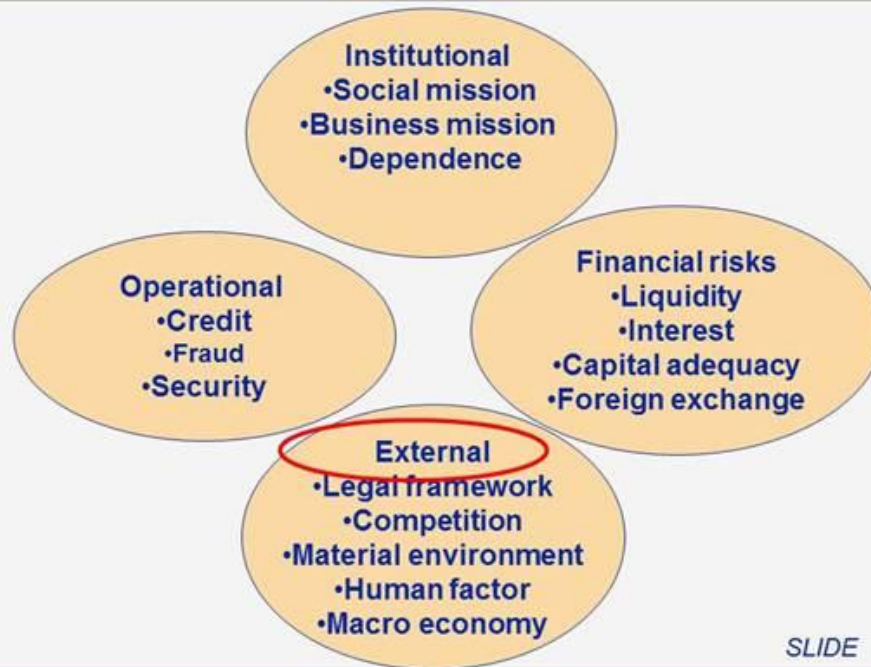 Institutional
•Social mission
•Business mission
•Dependence
Operational
•Credit
•Fraud
•Security
Financial risks
•Liquidity
•Interest
•Capital adequacy
•Foreign exchange
External
•Legal framework
•Competition
•Material environment
•Human factor
•Macro economy
SLIDE